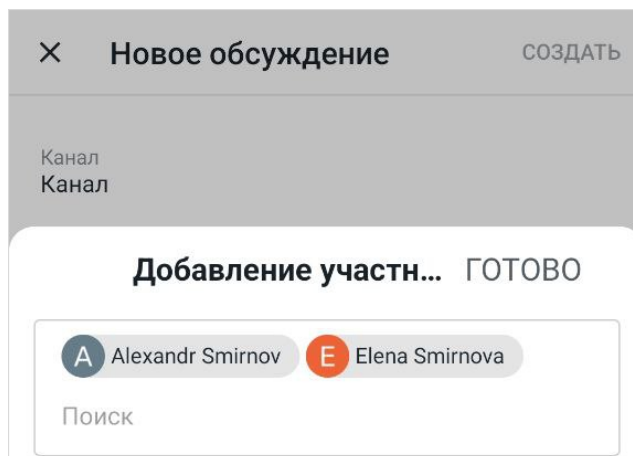 Новое обсуждение СОЗДАТЬ
Канал
Канал
Добавление участн... ГОТОВО
A Alexandr Smirnov E Elena Smirnova
Поиск